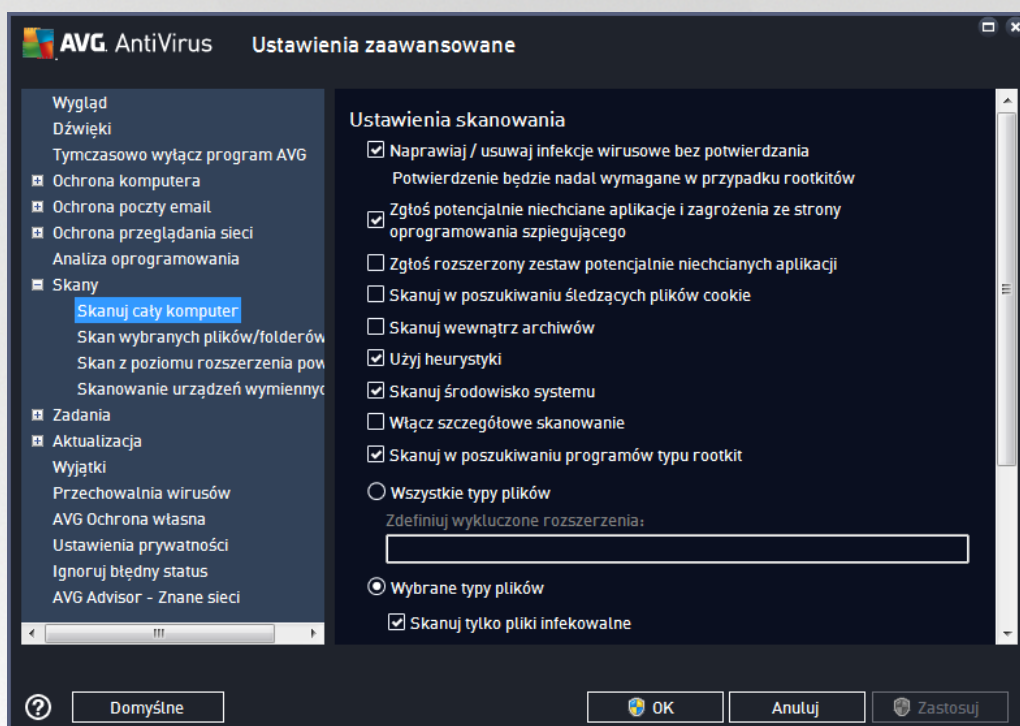 AVG. AntiVirus Ustawienia zaawansowane
Wygląd
Dźwięki
Tymczasowo wyłącz program AVG
Ochrona komputera
Ochrona poczty email
Ochrona przeglądania sieci
Analiza oprogramowania
Skany
Skanuj cały komputer
Skan wybranych plików/folderów
Skan z poziomu rozszerzenia pow
Skanowanie urządzeń wymiennyc
Zadania
Aktualizacja
Wyjątki
Przechowalnia wirusów
AVG Ochrona własna
Ustawienia prywatności
Ignoruj błędny status
AVG Advisor - Znane sieci
Ustawienia skanowania
Naprawiaj / usuwaj infekcje wirusowe bez potwierdzania
Potwierdzenie będzie nadal wymagane w przypadku rootkitów
Zgłoś potencjalnie niechciane aplikacje i zagrożenia ze strony
oprogramowania szpiegującego
Zgłoś rozszerzony zestaw potencjalnie niechcianych aplikacji
Skanuj w poszukiwaniu śledzących plików cookie
Skanuj wewnątrz archiwów
Użyj heurystyki
Skanuj środowisko systemu
Włącz szczegółowe skanowanie
Skanuj w poszukiwaniu programów typu rootkit
Wszystkie typy plików
Zdefiniuj wykluczone rozszerzenia:
Wybrane typy plików
Skanuj tylko pliki infekowalne
? Domyślne OK Anuluj Zastosuj